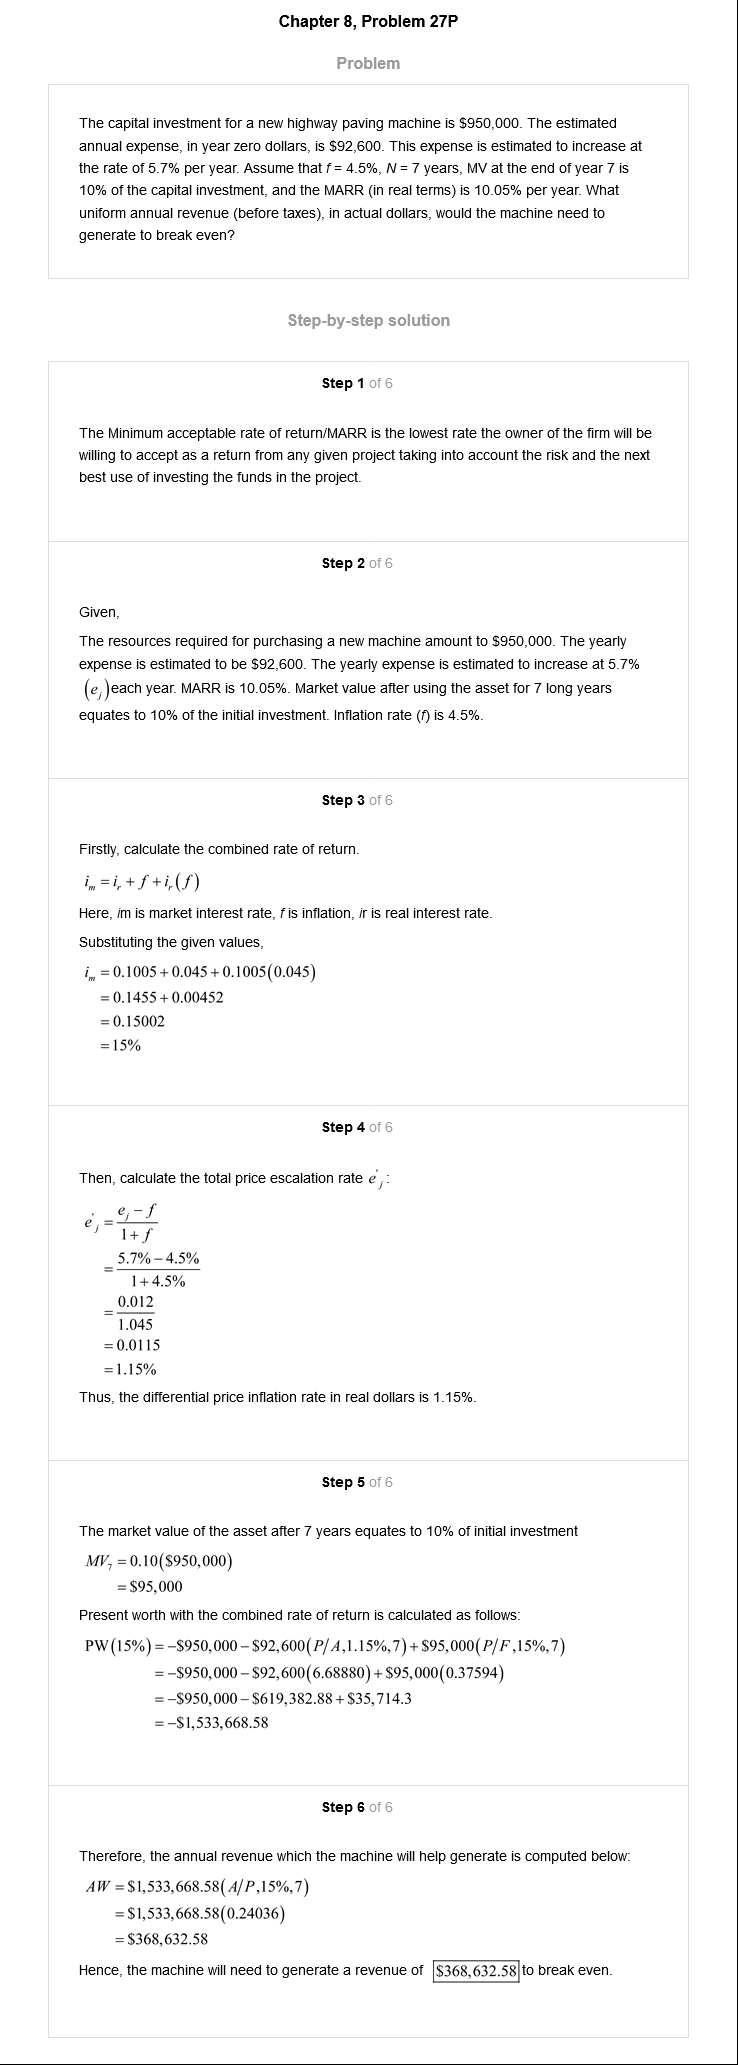 Chapter 8, Problem 27P
Problem
The capital investment for a new highway paving machine is $950,000. The estimated
annual expense, in year zero dollars, is $92,600. This expense is estimated to increase at
the rate of 5.7% per year. Assume that f = 4.5%, N = 7 years, MV at the end of year 7 is
10% of the capital investment, and the MARR (in real terms) is 10.05% per year. What
uniform annual revenue (before taxes), in actual dollars, would the machine need to
generate to break even?
Step-by-step solution
Step 1 of 6
The Minimum acceptable rate of return/MARR is the lowest rate the owner of the firm will be
willing to accept as a return from any given project taking into account the risk and the next
best use of investing the funds in the project.
Step 2 of 6
Given,
The resources required for purchasing a new machine amount to $950,000. The yearly
expense is estimated to be $92,600. The yearly expense is estimated to increase at 5.7%
(e_j) each year. MARR is 10.05%. Market value after using the asset for 7 long years
equates to 10% of the initial investment. Inflation rate (f) is 4.5%.
Step 3 of 6
Firstly, calculate the combined rate of return.
i_m = i_r + f + i_r (f)
Here, im is market interest rate, f is inflation, ir is real interest rate.
Substituting the given values,
i_m = 0.1005 + 0.045 + 0.1005(0.045)
= 0.1455 + 0.00452
= 0.15002
= 15%
Step 4 of 6
Then, calculate the total price escalation rate e'_j:
e'_j = (e_j − f)/(1 + f)
= (5.7% − 4.5%)/(1 + 4.5%)
= 0.012/1.045
= 0.0115
= 1.15%
Thus, the differential price inflation rate in real dollars is 1.15%.
Step 5 of 6
The market value of the asset after 7 years equates to 10% of initial investment
MV_7 = 0.10($950,000)
= $95,000
Present worth with the combined rate of return is calculated as follows:
PW(15%) = −$950,000 − $92,600(P/A,1.15%,7) + $95,000(P/F,15%,7)
= −$950,000 − $92,600(6.68880) + $95,000(0.37594)
= −$950,000 − $619,382.88 + $35,714.3
= −$1,533,668.58
Step 6 of 6
Therefore, the annual revenue which the machine will help generate is computed below:
AW = $1,533,668.58(A/P,15%,7)
= $1,533,668.58(0.24036)
= $368,632.58
Hence, the machine will need to generate a revenue of $368,632.58 to break even.